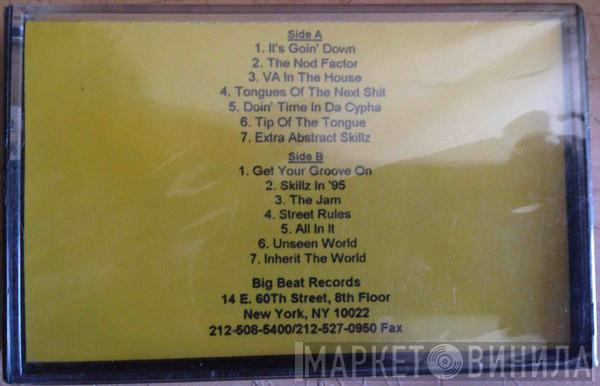 Side A
1. It's Goin' Down
2. The Nod Factor
3. VA In The House
4. Tongues Of The Next Shit
5. Doin' Time In Da Cypha
6. Tip Of The Tongue
7. Extra Abstract Skillz
Side B
1. Get Your Groove On
2. Skillz In '95
3. The Jam
4. Street Rules
5. All In It
6. Unseen World
7. Inherit The World
Big Beat Records
14 E. 60Th Street, 8th Floor
New York, NY 10022
212-508-5400/212-527-0950 Fax
МАРКЕТ ВИНИЛА